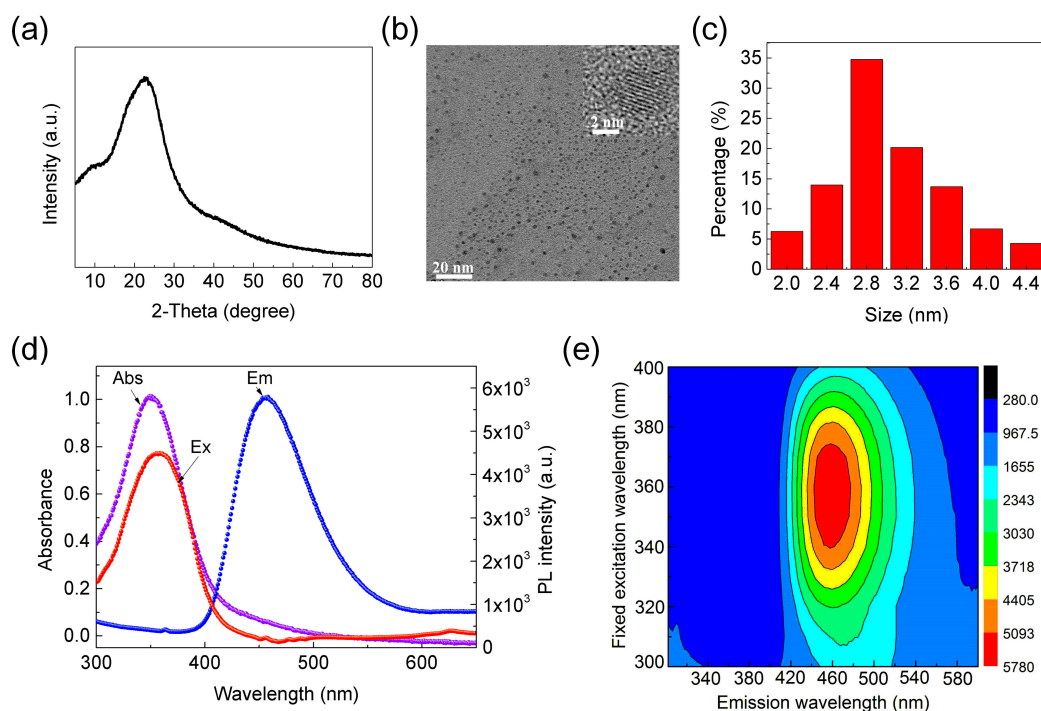 (a)
Intensity (a.u.)
10 20 30 40 50 60 70 80
2-Theta (degree)
(b)
2 nm
20 nm
(c)
35
30
25
20
15
10
5
0
Percentage (%)
2.0 2.4 2.8 3.2 3.6 4.0 4.4
Size (nm)
(d)
Abs
Em
Ex
1.0
0.8
0.6
0.4
0.2
0.0
Absorbance
6x10³
5x10³
4x10³
3x10³
2x10³
1x10³
0
PL intensity (a.u.)
300 400 500 600
Wavelength (nm)
(e)
400
380
360
340
320
300
Fixed excitation wavelength (nm)
340 380 420 460 500 540 580
Emission wavelength (nm)
280.0
967.5
1655
2343
3030
3718
4405
5093
5780